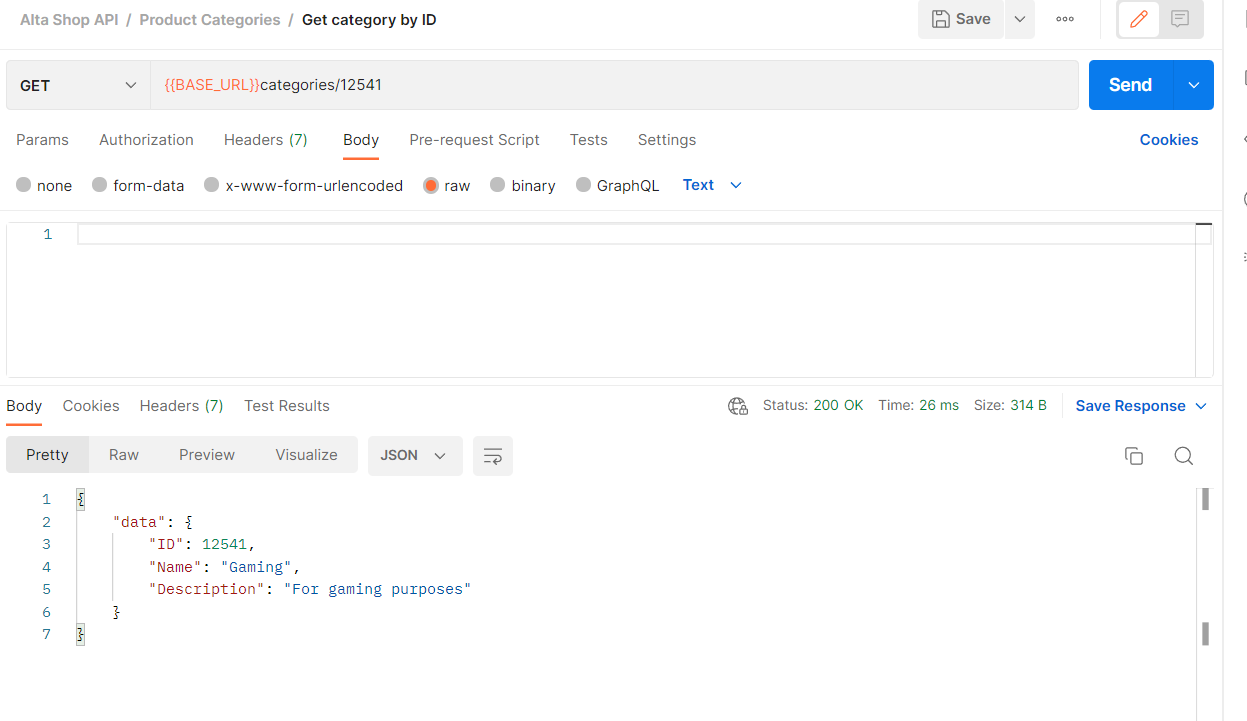 Alta Shop API / Product Categories / Get category by ID
Save
GET
{{BASE_URL}}categories/12541
Send
Params Authorization Headers (7) Body Pre-request Script Tests Settings Cookies
none form-data x-www-form-urlencoded raw binary GraphQL Text
1
Body Cookies Headers (7) Test Results Status: 200 OK Time: 26 ms Size: 314 B Save Response
Pretty Raw Preview Visualize JSON
1 {
2 "data": {
3 "ID": 12541,
4 "Name": "Gaming",
5 "Description": "For gaming purposes"
6 }
7 }